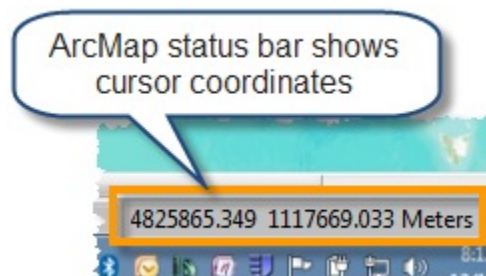 ArcMap status bar shows
cursor coordinates
4825865.349 1117669.033 Meters